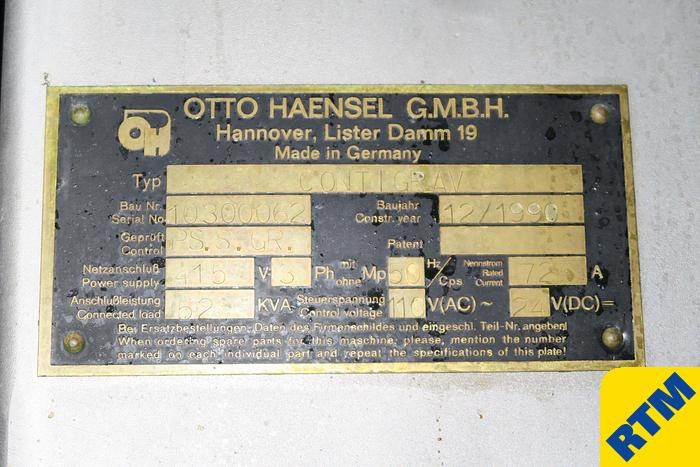 OH
OTTO HAENSEL G.M.B.H.
Hannover, Lister Damm 19
Made in Germany
Typ CONTIGRAV
Bau Nr. Serial No 10300062 Baujahr Constr. year 12/1990
Geprüft Control PS.S.GR. Patent
Netzanschluß Power supply 415 V 3 Ph mit ohne Mp 50 Hz/Cps Nennstrom Rated Current 72 A
Anschlußleistung Connected load 52 KVA Steuerspannung Control voltage 110 V(AC) ~ 24 V(DC)=
Bei Ersatzbestellungen, Daten des Firmenschildes und eingeschl. Teil-Nr. angeben!
When ordering spare parts for this maschine, please, mention the number
marked on each individual part and repeat the specifications of this plate!
RTM